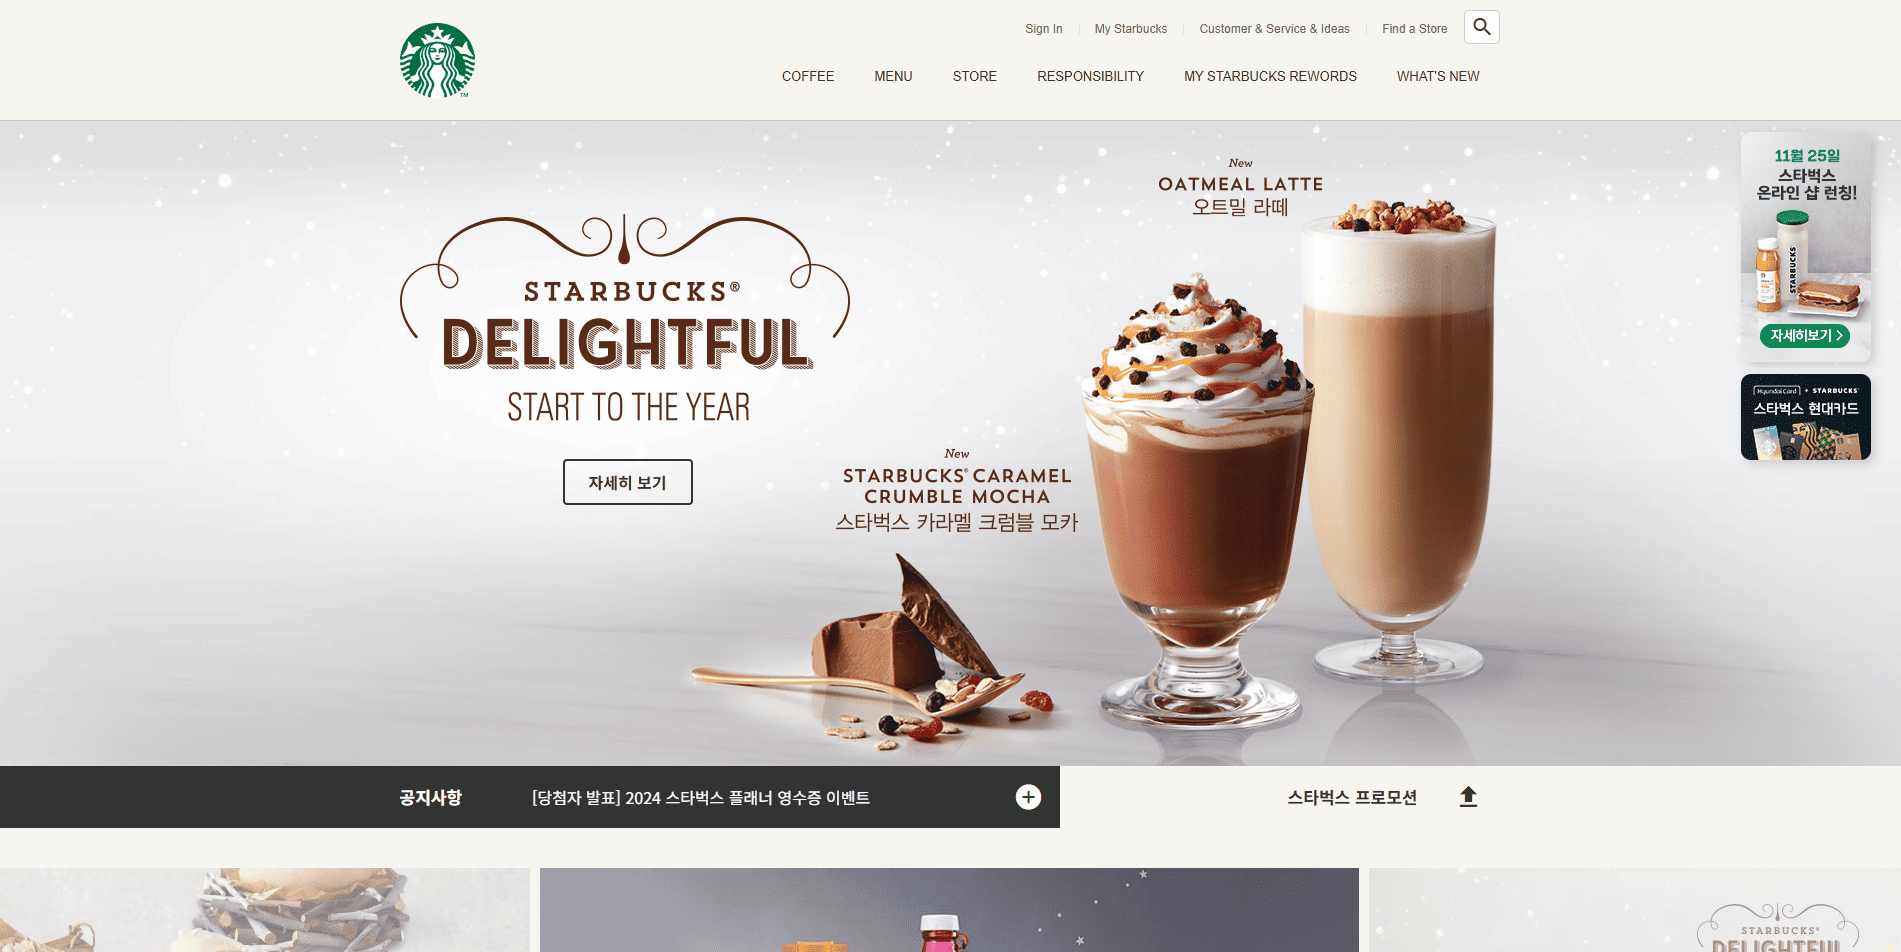 Sign In
My Starbucks
Customer & Service & Ideas
Find a Store
COFFEE
MENU
STORE
RESPONSIBILITY
MY STARBUCKS REWORDS
WHAT'S NEW
TM
STARBUCKS®
DELIGHTFUL
START TO THE YEAR
자세히 보기
New
OATMEAL LATTE
오트밀 라떼
New
STARBUCKS® CARAMEL
CRUMBLE MOCHA
스타벅스 카라멜 크럼블 모카
11월 25일
스타벅스
온라인 샵 런칭!
STARBUCKS
자세히보기 >
HyundaiCard + STARBUCKS®
스타벅스 현대카드
공지사항
[당첨자 발표] 2024 스타벅스 플래너 영수증 이벤트
스타벅스 프로모션
STARBUCKS®
DELIGHTFUL